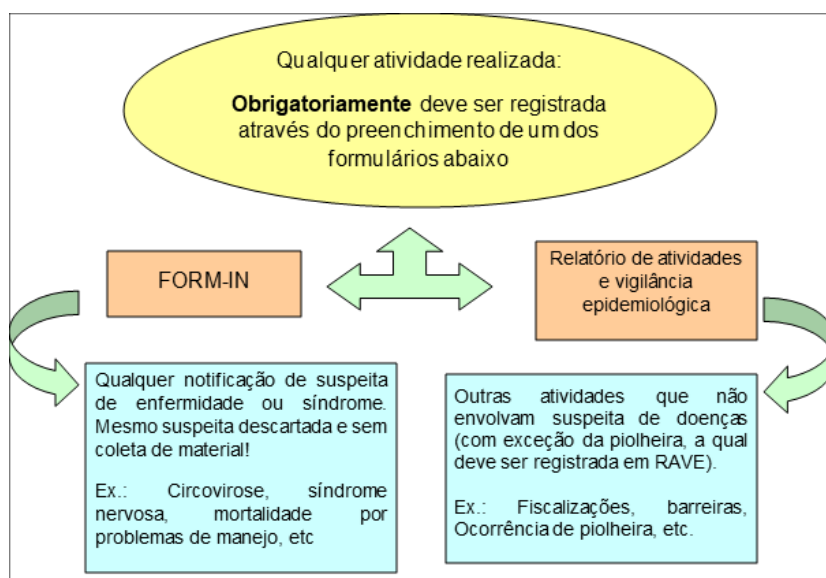 Qualquer atividade realizada:
Obrigatoriamente deve ser registrada
através do preenchimento de um dos
formulários abaixo
FORM-IN
Relatório de atividades
e vigilância
epidemiológica
Qualquer notificação de suspeita
de enfermidade ou síndrome.
Mesmo suspeita descartada e sem
coleta de material!
Ex.: Circovirose, síndrome
nervosa, mortalidade por
problemas de manejo, etc
Outras atividades que não
envolvam suspeita de doenças
(com exceção da piolheira, a qual
deve ser registrada em RAVE).
Ex.: Fiscalizações, barreiras,
Ocorrência de piolheira, etc.